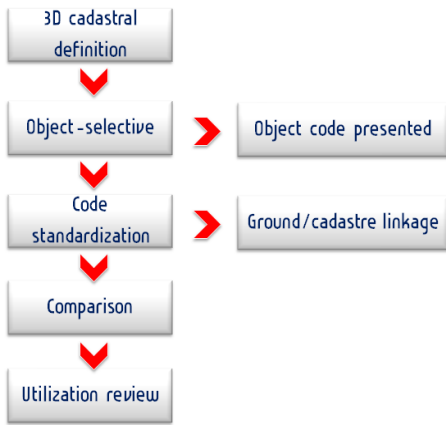 3D cadastral
definition
Object-selective
Object code presented
Code
standardization
Ground/cadastre linkage
Comparison
Utilization review